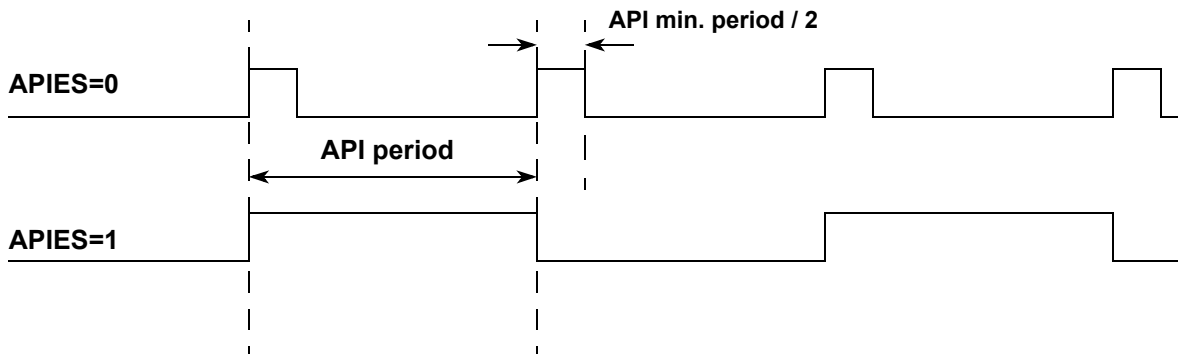 API min. period / 2
APIES=0
API period
APIES=1